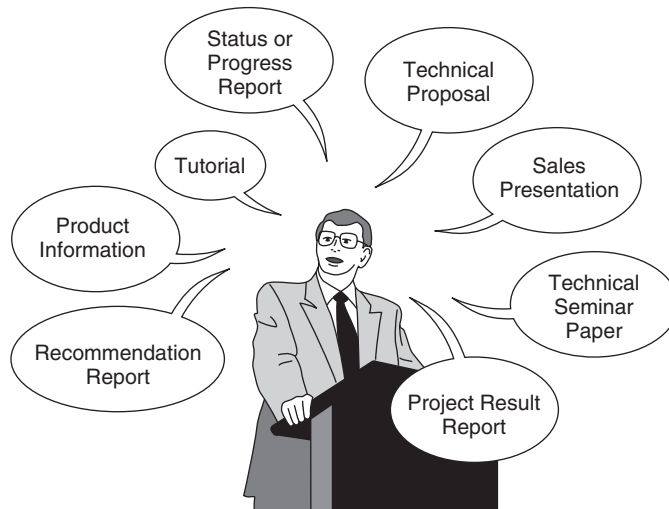 Status or
Progress
Report
Technical
Proposal
Tutorial
Sales
Presentation
Product
Information
Technical
Seminar
Paper
Recommendation
Report
Project Result
Report